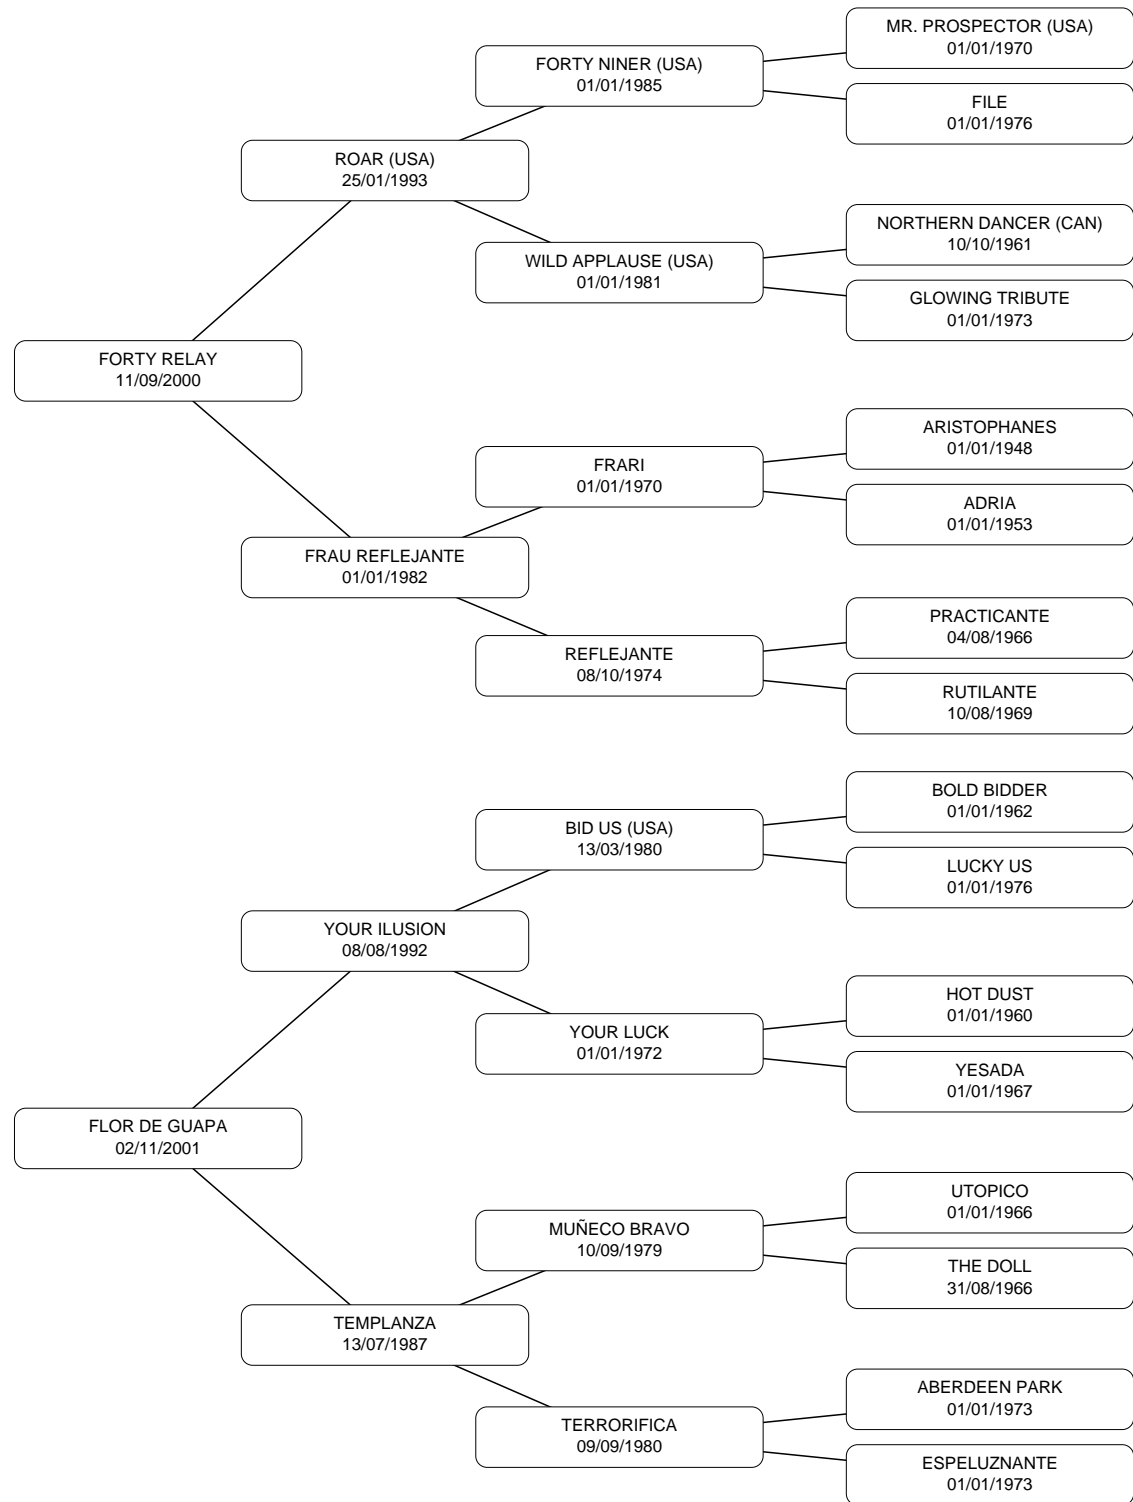 MR. PROSPECTOR (USA)
01/01/1970
FORTY NINER (USA)
01/01/1985
FILE
01/01/1976
ROAR (USA)
25/01/1993
NORTHERN DANCER (CAN)
10/10/1961
WILD APPLAUSE (USA)
01/01/1981
GLOWING TRIBUTE
01/01/1973
FORTY RELAY
11/09/2000
ARISTOPHANES
01/01/1948
FRARI
01/01/1970
ADRIA
01/01/1953
FRAU REFLEJANTE
01/01/1982
PRACTICANTE
04/08/1966
REFLEJANTE
08/10/1974
RUTILANTE
10/08/1969
BOLD BIDDER
01/01/1962
BID US (USA)
13/03/1980
LUCKY US
01/01/1976
YOUR ILUSION
08/08/1992
HOT DUST
01/01/1960
YOUR LUCK
01/01/1972
YESADA
01/01/1967
FLOR DE GUAPA
02/11/2001
UTOPICO
01/01/1966
MUÑECO BRAVO
10/09/1979
THE DOLL
31/08/1966
TEMPLANZA
13/07/1987
ABERDEEN PARK
01/01/1973
TERRORIFICA
09/09/1980
ESPELUZNANTE
01/01/1973